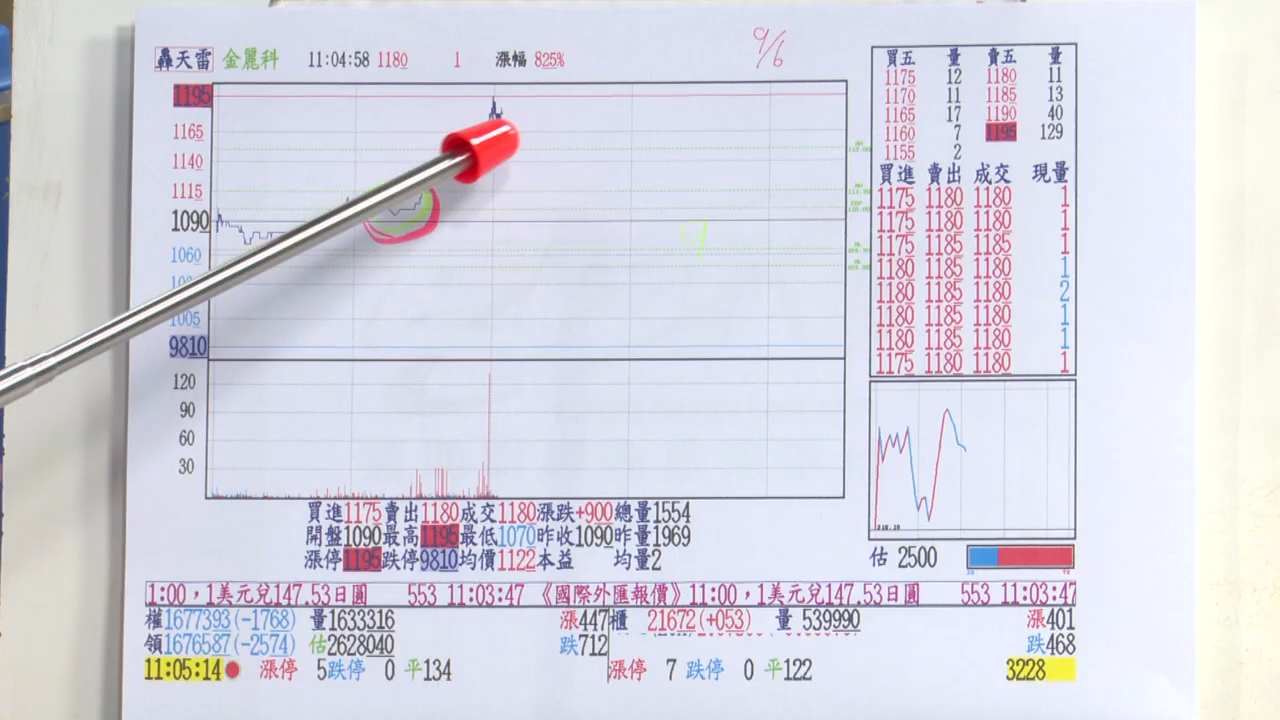 轟天雷 金麗科 11:04:58 1180 1 漲幅 825%
9/6
1195
1165
1140
1115
1090
1060
1005
9810
120
90
60
30
買五 量 賣五 量
1175 12 1180 11
1170 11 1185 13
1165 17 1190 40
1160 7 1195 129
1155 2
買進 賣出 成交 現量
1175 1180 1180 1
1175 1180 1180 1
1175 1185 1185 1
1180 1185 1180 1
1180 1185 1180 2
1180 1185 1180 1
1180 1185 1180 1
1175 1180 1180 1
買進1175賣出1180成交1180漲跌+900總量1554
開盤1090最高1195最低1070昨收1090昨量1969
漲停1195跌停9810均價1122本益 均量2
估 2500
1:00，1美元兌147.53日圓 553 11:03:47 《國際外匯報價》11:00，1美元兌147.53日圓 553 11:03:47
權1677393(-1768) 量1633316 漲447 櫃 21672(+053) 量 539990 漲401
領1676587(-2574) 估2628040 跌712 跌468
11:05:14 漲停 5跌停 0 平134 漲停 7 跌停 0 平122 3228